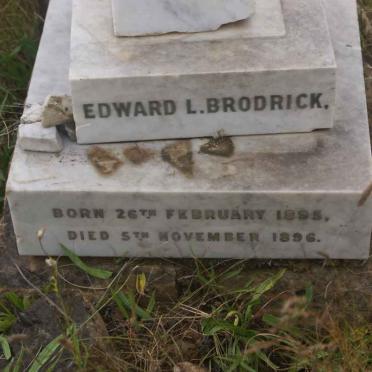 EDWARD L. BRODRICK.
BORN 26TH FEBRUARY 1895,
DIED 5TH NOVEMBER 1896.